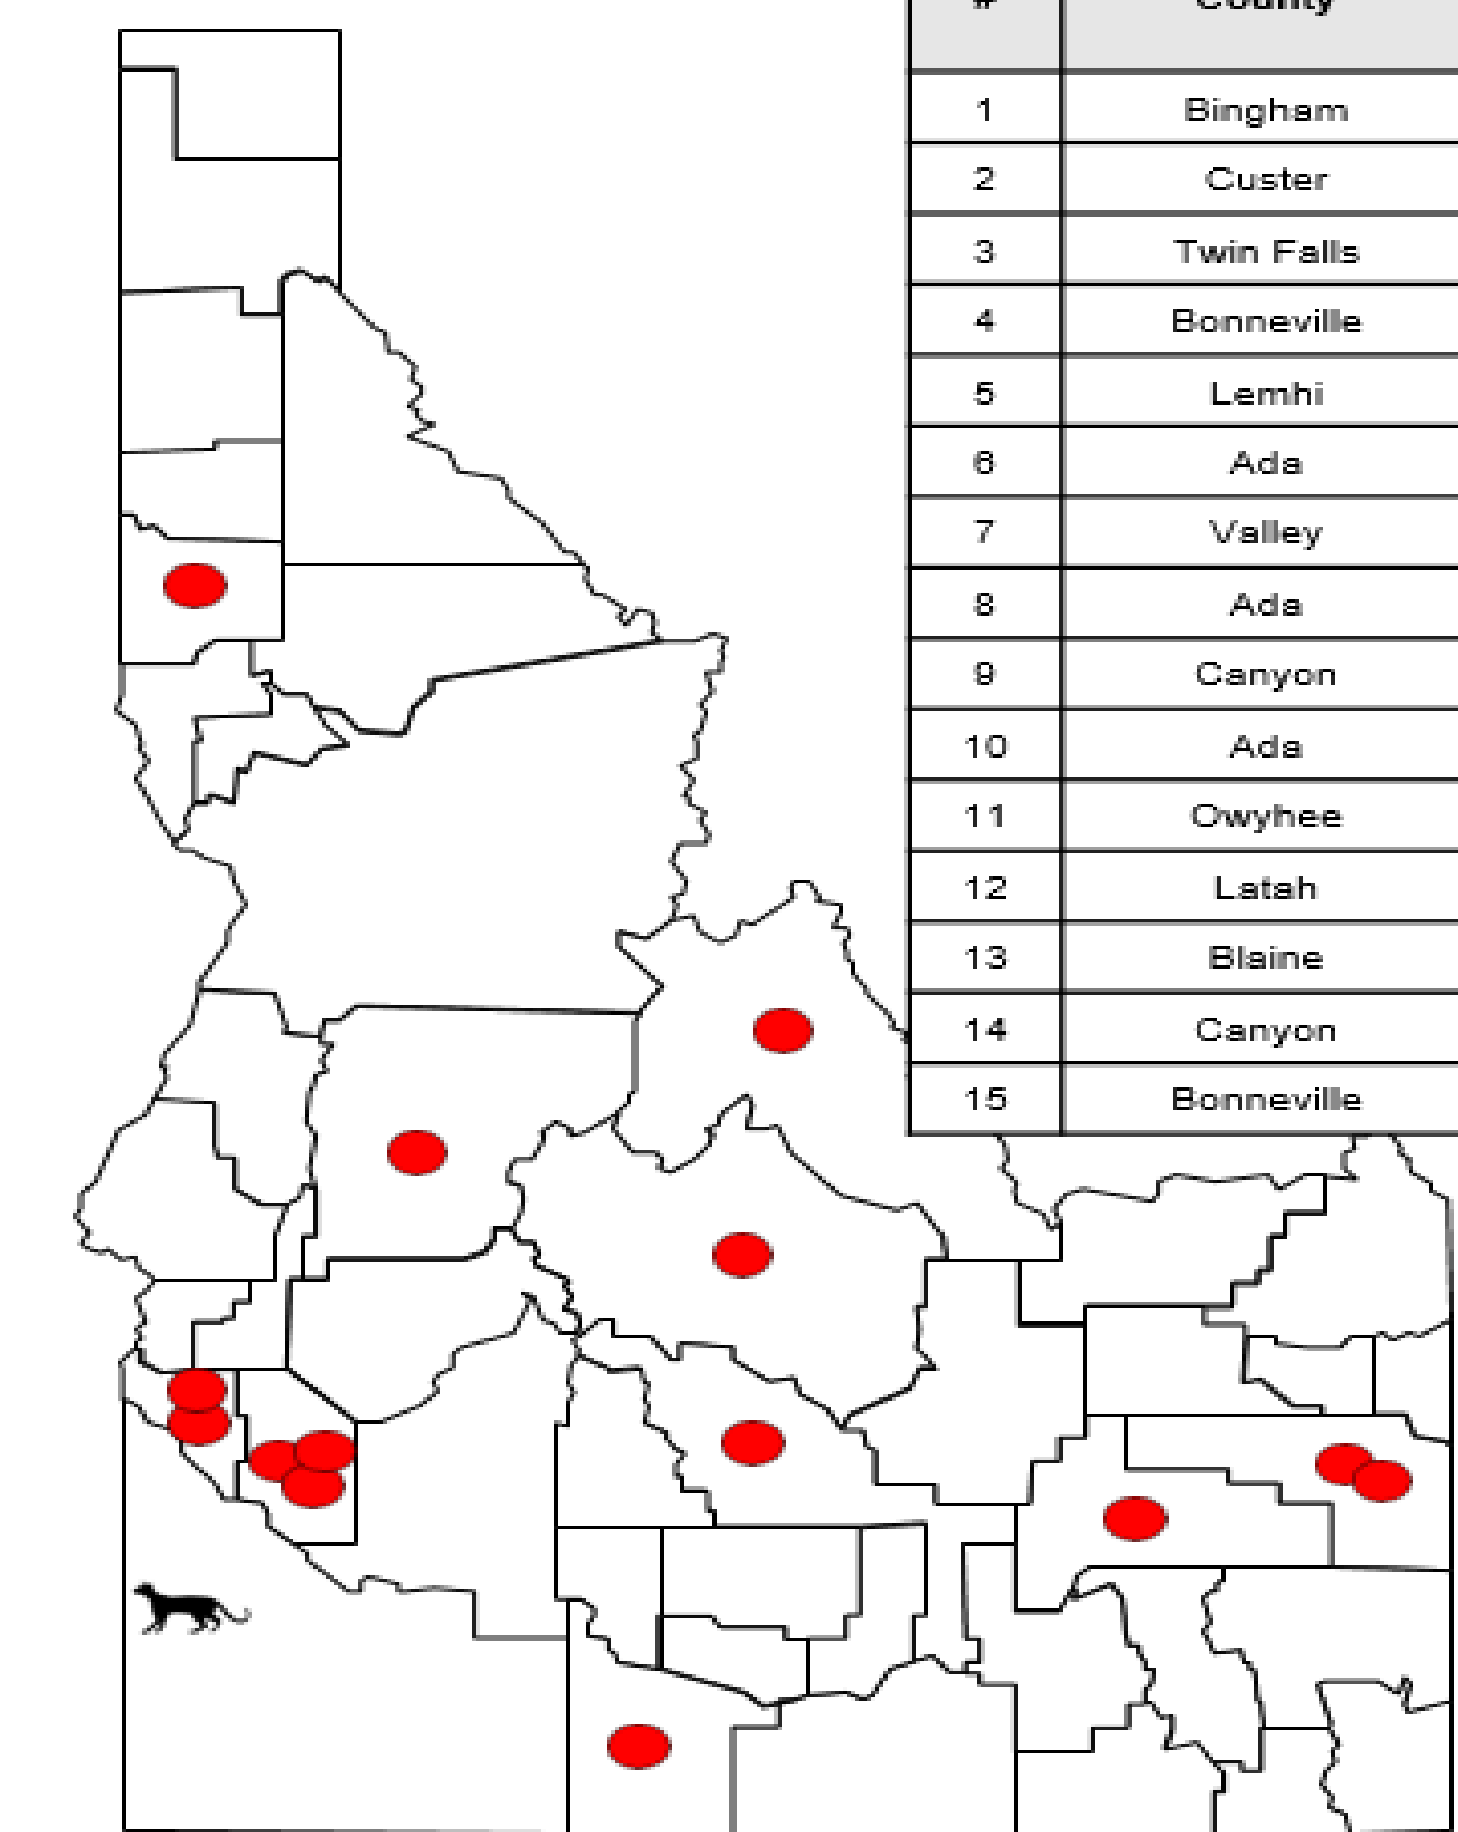 # County
1 Bingham
2 Custer
3 Twin Falls
4 Bonneville
5 Lemhi
6 Ada
7 Valley
8 Ada
9 Canyon
10 Ada
11 Owyhee
12 Latah
13 Blaine
14 Canyon
15 Bonneville